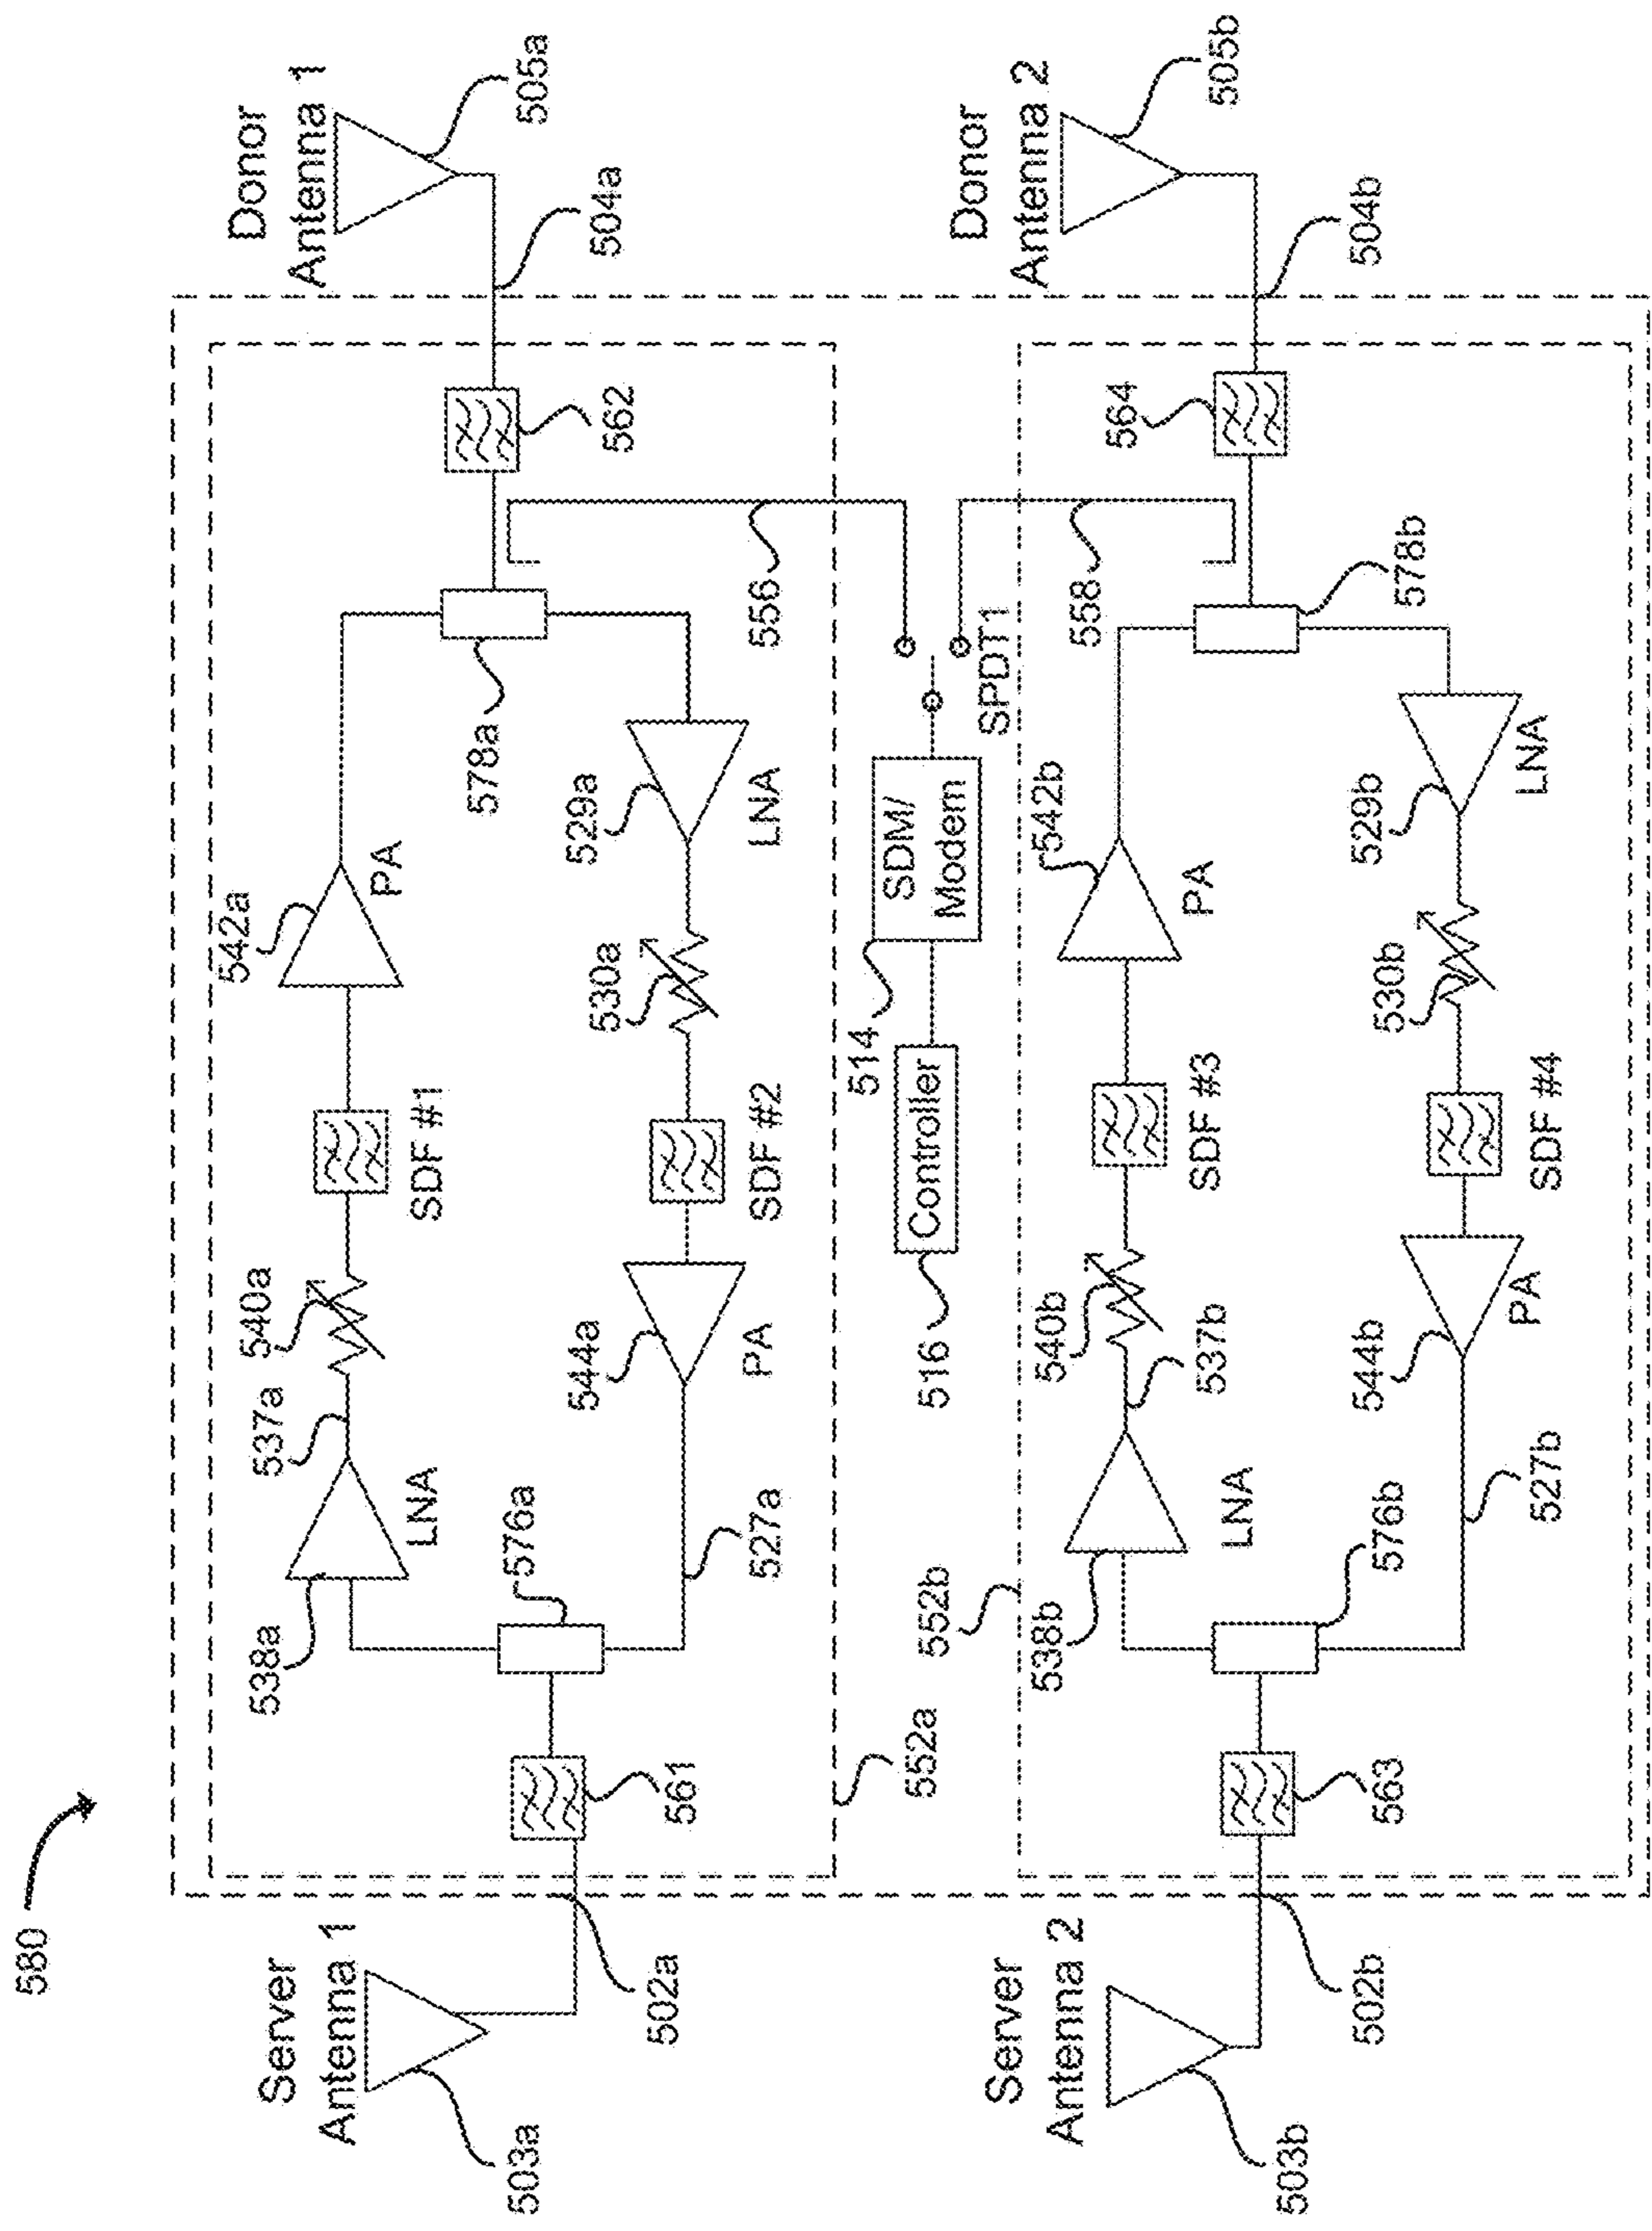 580
Server
Antenna 1
503a
502a
Donor
Antenna 1
505a
504a
542a
PA
562
540a
537a
SDF #1
578a
538a
LNA
576a
530a
529a
LNA
556
561
544a
SDF #2
527a
PA
552a
514
SDM/
Modem
516
Controller
SPDT1
552b
Server
Antenna 2
503b
502b
Donor
Antenna 2
505b
504b
538b
540b
542b
558
564
LNA
537b
SDF #3
PA
576b
544b
530b
529b
578b
563
527b
PA
SDF #4
LNA